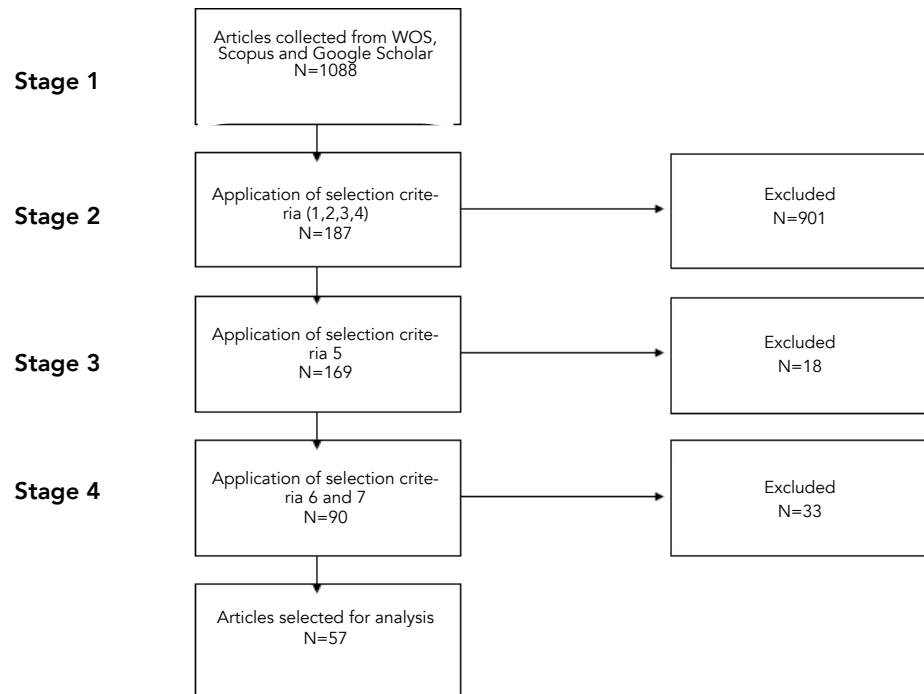 Stage 1
Articles collected from WOS,
Scopus and Google Scholar
N=1088
Stage 2
Application of selection crite-
ria (1,2,3,4)
N=187
Excluded
N=901
Stage 3
Application of selection crite-
ria 5
N=169
Excluded
N=18
Stage 4
Application of selection crite-
ria 6 and 7
N=90
Excluded
N=33
Articles selected for analysis
N=57